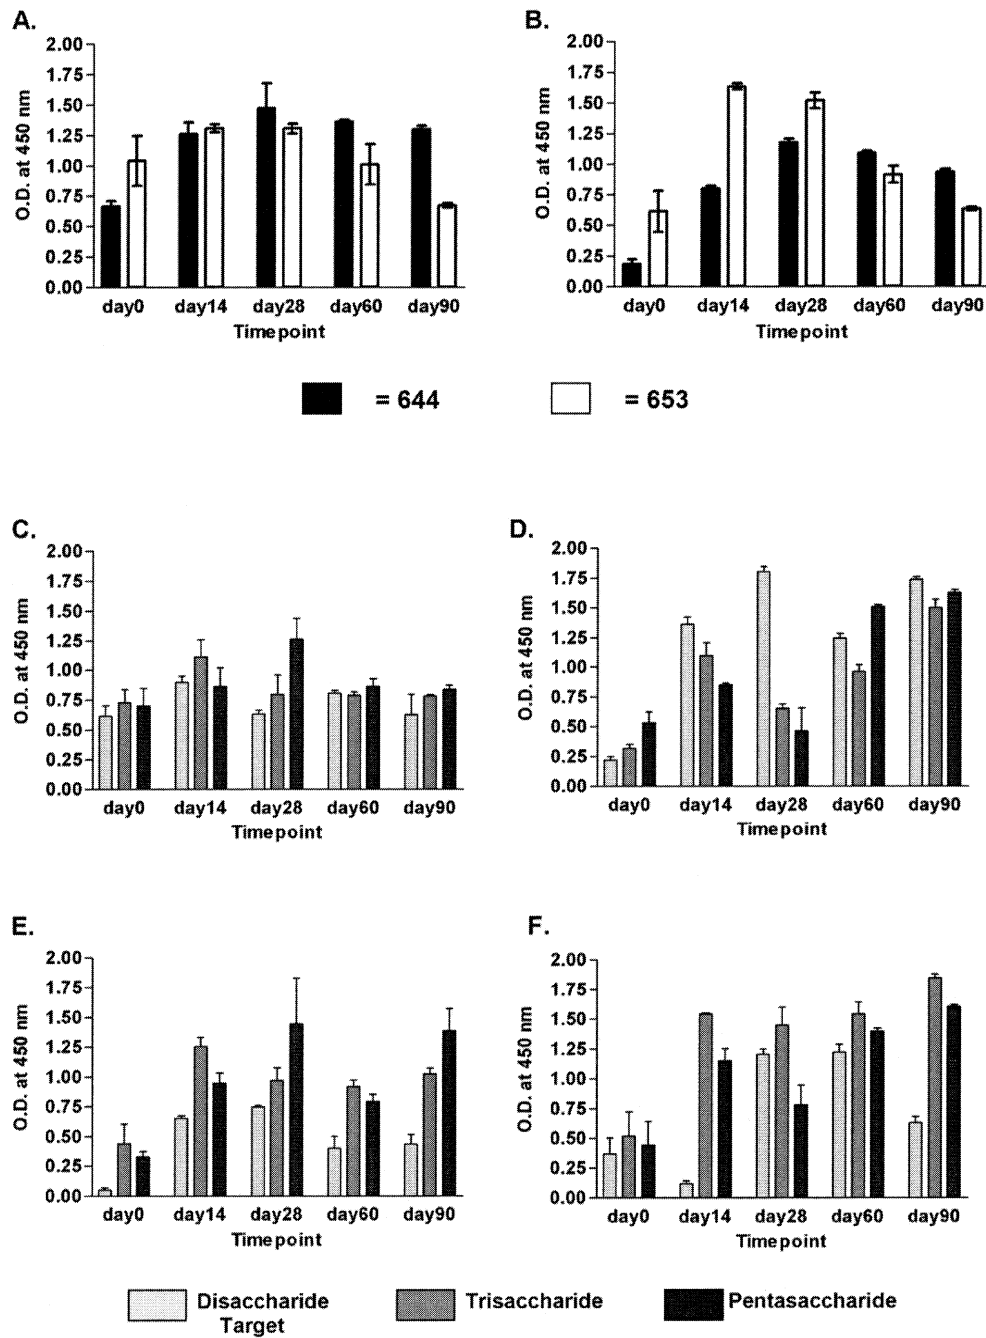 A.
O.D. at 450 nm
2.00
1.75
1.50
1.25
1.00
0.75
0.50
0.25
0.00
day0 day14 day28 day60 day90
Timepoint
B.
O.D. at 450 nm
2.00
1.75
1.50
1.25
1.00
0.75
0.50
0.25
0.00
day0 day14 day28 day60 day90
Timepoint
= 644
= 653
C.
O.D. at 450 nm
2.00
1.75
1.50
1.25
1.00
0.75
0.50
0.25
0.00
day0 day14 day28 day60 day90
Timepoint
D.
O.D. at 450 nm
2.00
1.75
1.50
1.25
1.00
0.75
0.50
0.25
0.00
day0 day14 day28 day60 day90
Timepoint
E.
O.D. at 450 nm
2.00
1.75
1.50
1.25
1.00
0.75
0.50
0.25
0.00
day0 day14 day28 day60 day90
Timepoint
F.
O.D. at 450 nm
2.00
1.75
1.50
1.25
1.00
0.75
0.50
0.25
0.00
day0 day14 day28 day60 day90
Timepoint
Disaccharide
Target
Trisaccharide
Pentasaccharide